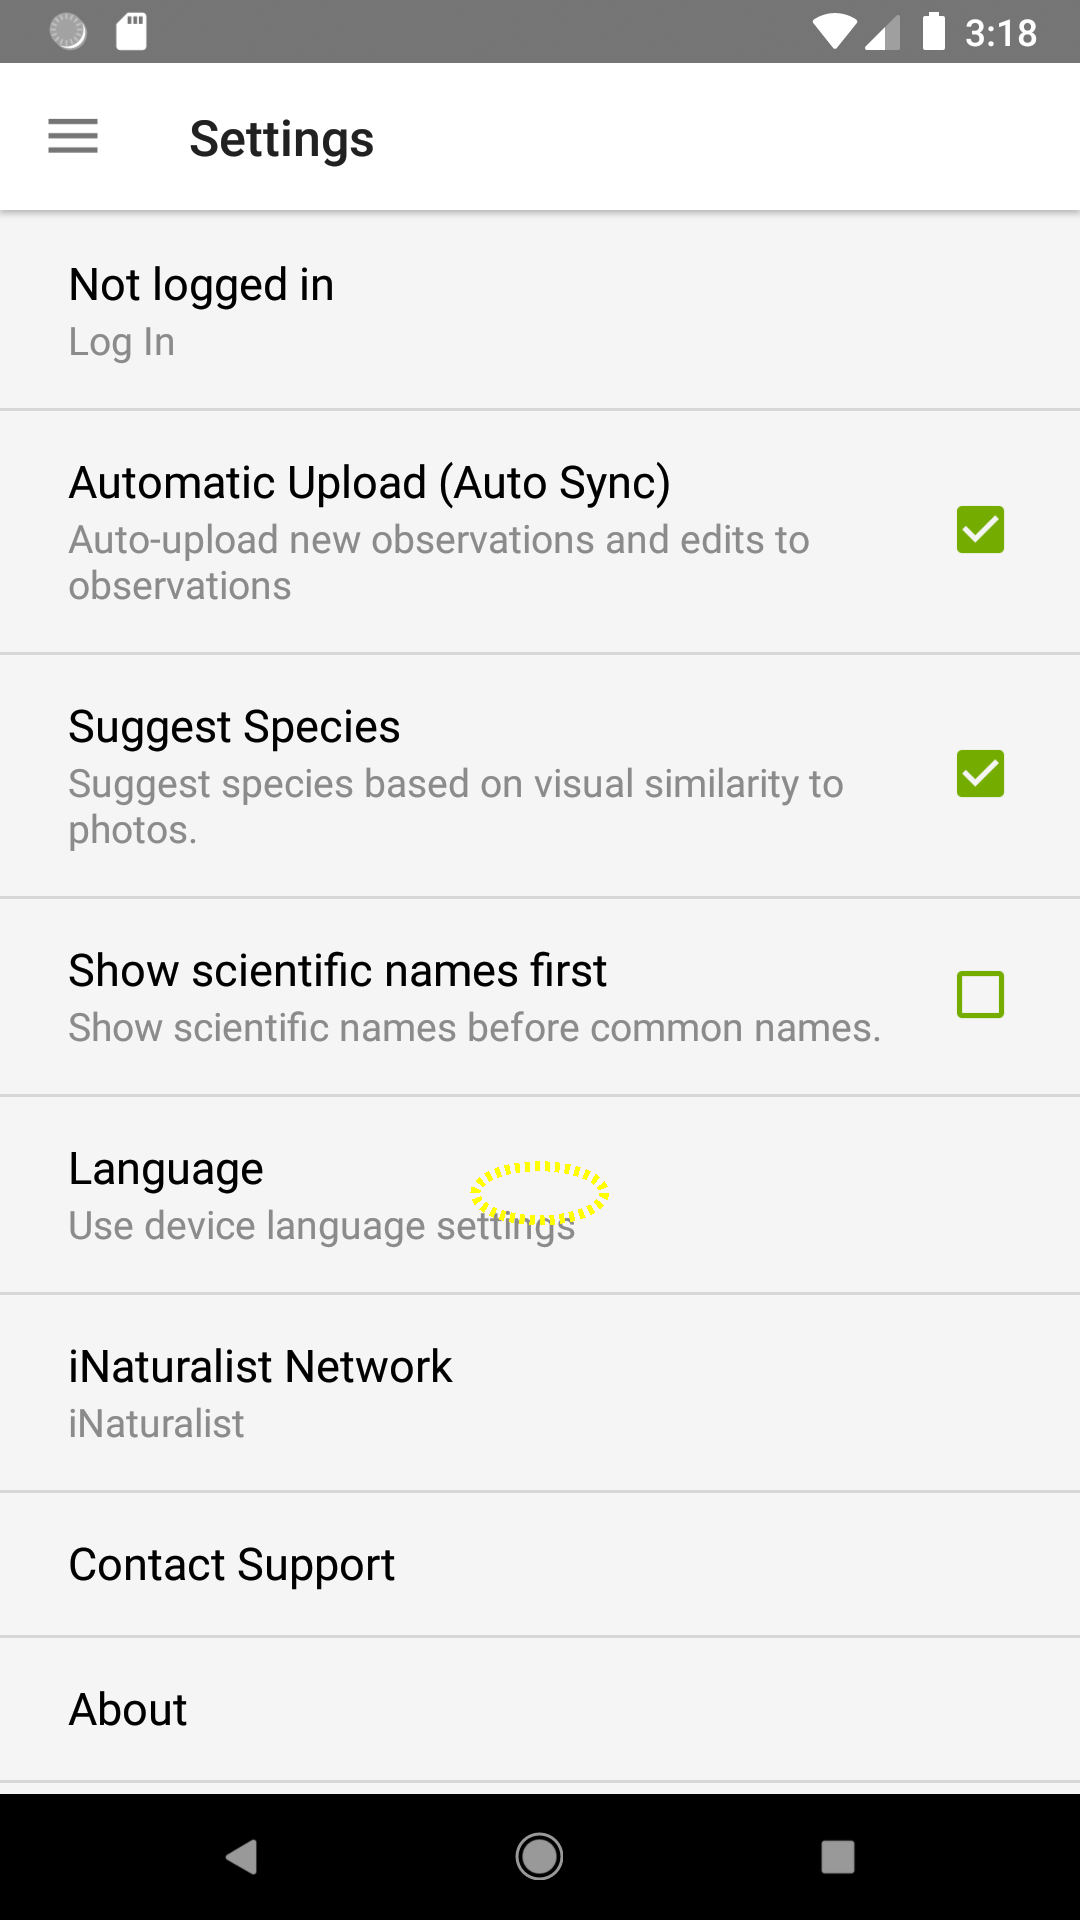 3:18
Settings
Not logged in
Log In
Automatic Upload (Auto Sync)
Auto-upload new observations and edits to
observations
Suggest Species
Suggest species based on visual similarity to
photos.
Show scientific names first
Show scientific names before common names.
Language
Use device language settings
iNaturalist Network
iNaturalist
Contact Support
About